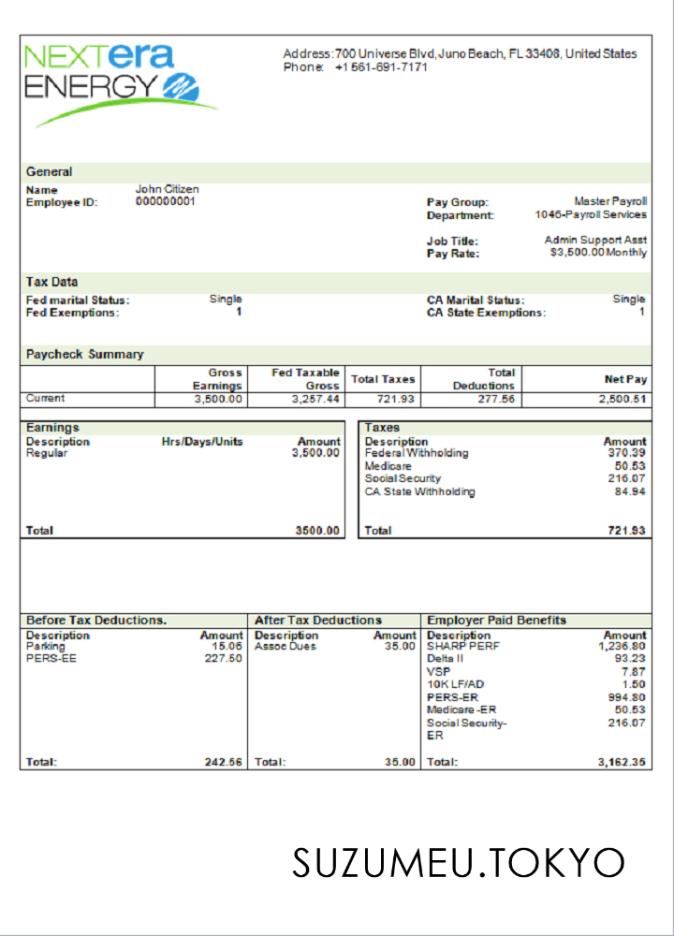 NEXTera
ENERGY
Address: 700 Universe Blvd, Juno Beach, FL 33408, United States
Phone: +1 561-691-7171
General
Name John Citizen
Employee ID: 000000001
Pay Group: Master Payroll
Department: 1046-Payroll Services
Job Title: Admin Support Asst
Pay Rate: $3,500.00 Monthly
Tax Data
Fed marital Status: Single CA Marital Status: Single
Fed Exemptions: 1 CA State Exemptions: 1
Paycheck Summary
Gross Earnings Fed Taxable Gross Total Taxes Total Deductions Net Pay
Current 3,500.00 3,257.44 721.93 277.56 2,500.51
Earnings
Description Hrs/Days/Units Amount
Regular 3,500.00
Total 3500.00
Taxes
Description Amount
Federal Withholding 370.39
Medicare 50.53
Social Security 216.07
CA State Withholding 84.94
Total 721.93
Before Tax Deductions.
Description Amount
Parking 15.06
PERS-EE 227.50
Total: 242.56
After Tax Deductions
Description Amount
Assoc Dues 35.00
Total: 35.00
Employer Paid Benefits
Description Amount
SHARP PERF 1,236.80
Delta II 93.23
VSP 7.87
10K LF/AD 1.50
PERS-ER 994.80
Medicare -ER 50.53
Social Security- 216.07
ER
Total: 3,162.35
SUZUMEU.TOKYO